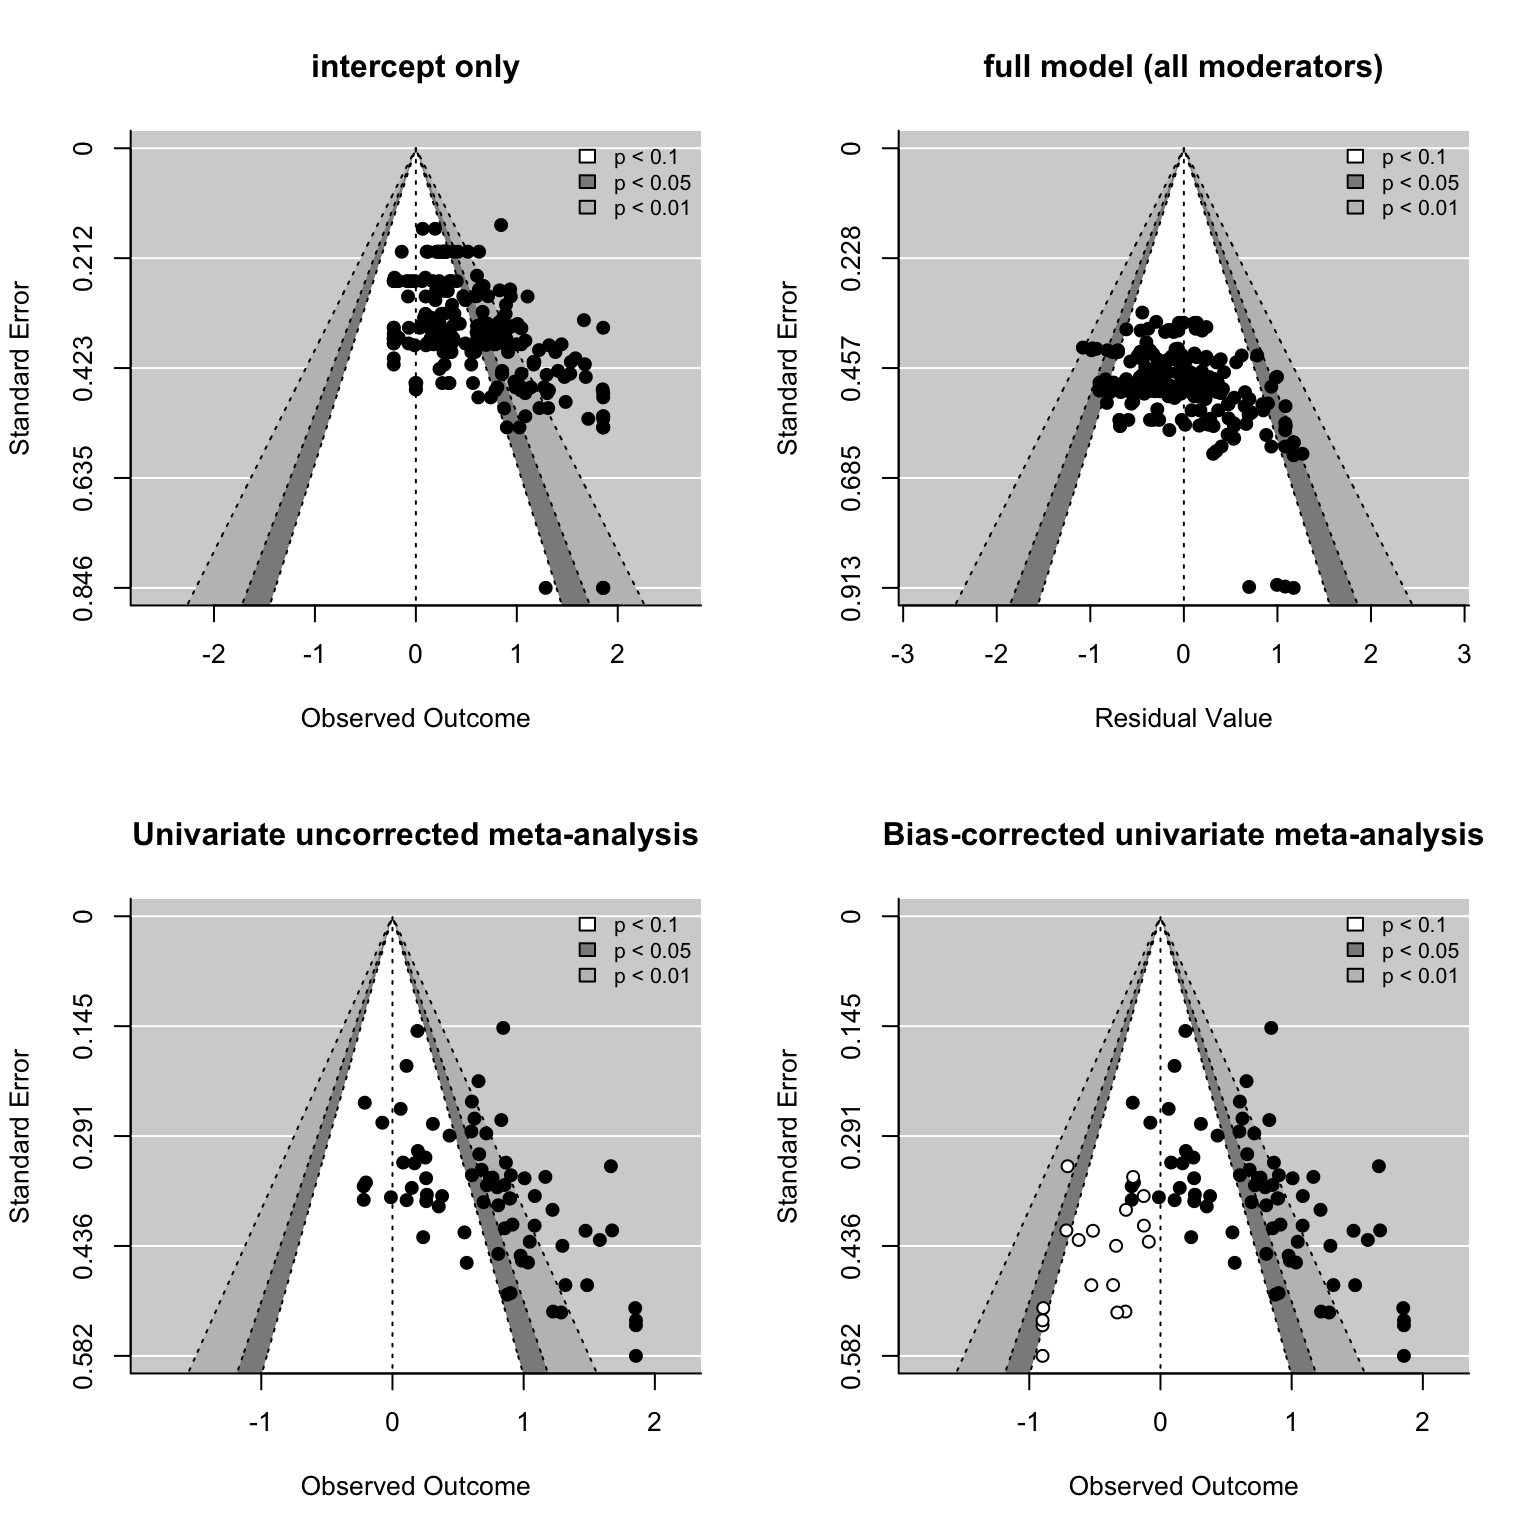 intercept only
p < 0.1
p < 0.05
p < 0.01
Standard Error
0
0.212
0.423
0.635
0.846
-2
-1
0
1
2
Observed Outcome
full model (all moderators)
p < 0.1
p < 0.05
p < 0.01
Standard Error
0
0.228
0.457
0.685
0.913
-3
-2
-1
0
1
2
3
Residual Value
Univariate uncorrected meta-analysis
p < 0.1
p < 0.05
p < 0.01
Standard Error
0
0.145
0.291
0.436
0.582
-1
0
1
2
Observed Outcome
Bias-corrected univariate meta-analysis
p < 0.1
p < 0.05
p < 0.01
Standard Error
0
0.145
0.291
0.436
0.582
-1
0
1
2
Observed Outcome